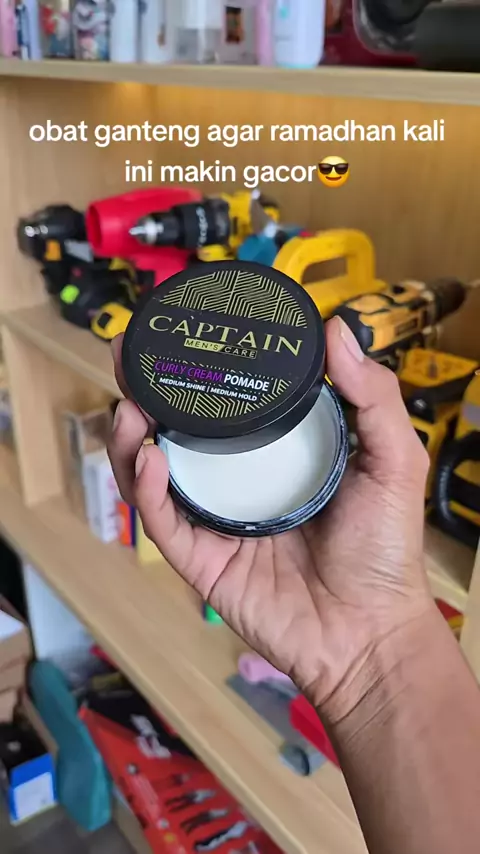 obat ganteng agar ramadhan kali
ini makin gacor😎
CAPTAIN
MEN'S CARE
CURLY CREAM POMADE
MEDIUM SHINE | MEDIUM HOLD